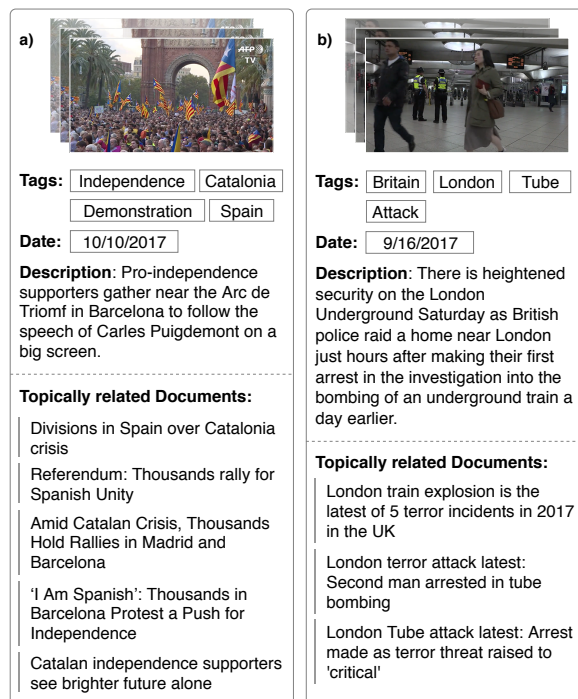 a)
AFP
TV
Tags: Independence Catalonia
Demonstration Spain
Date: 10/10/2017
Description: Pro-independence
supporters gather near the Arc de
Triomf in Barcelona to follow the
speech of Carles Puigdemont on a
big screen.
Topically related Documents:
Divisions in Spain over Catalonia
crisis
Referendum: Thousands rally for
Spanish Unity
Amid Catalan Crisis, Thousands
Hold Rallies in Madrid and
Barcelona
‘I Am Spanish’: Thousands in
Barcelona Protest a Push for
Independence
Catalan independence supporters
see brighter future alone
b)
Tags: Britain London Tube
Attack
Date: 9/16/2017
Description: There is heightened
security on the London
Underground Saturday as British
police raid a home near London
just hours after making their first
arrest in the investigation into the
bombing of an underground train a
day earlier.
Topically related Documents:
London train explosion is the
latest of 5 terror incidents in 2017
in the UK
London terror attack latest:
Second man arrested in tube
bombing
London Tube attack latest: Arrest
made as terror threat raised to
'critical'